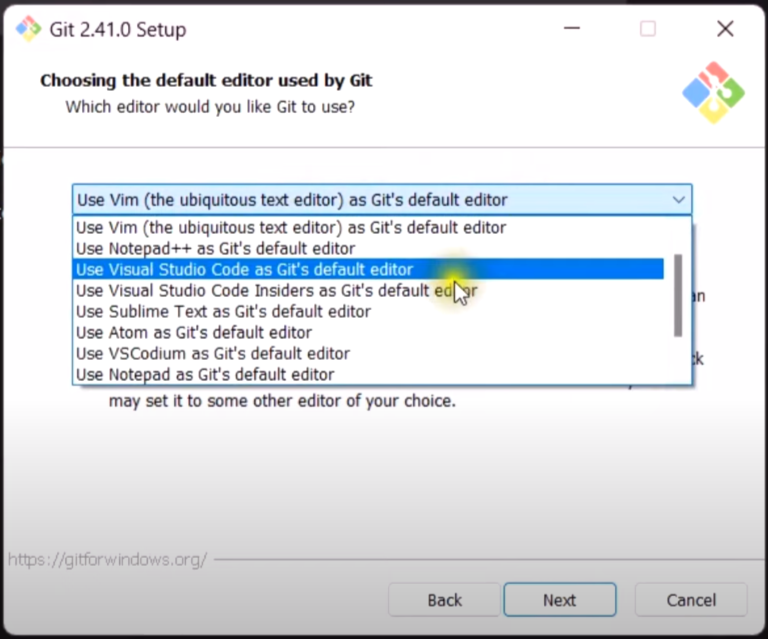 Git 2.41.0 Setup
Choosing the default editor used by Git
Which editor would you like Git to use?
Use Vim (the ubiquitous text editor) as Git's default editor
Use Vim (the ubiquitous text editor) as Git's default editor
Use Notepad++ as Git's default editor
Use Visual Studio Code as Git's default editor
Use Visual Studio Code Insiders as Git's default editor
Use Sublime Text as Git's default editor
Use Atom as Git's default editor
Use VSCodium as Git's default editor
Use Notepad as Git's default editor
may set it to some other editor of your choice.
https://gitforwindows.org/
Back Next Cancel